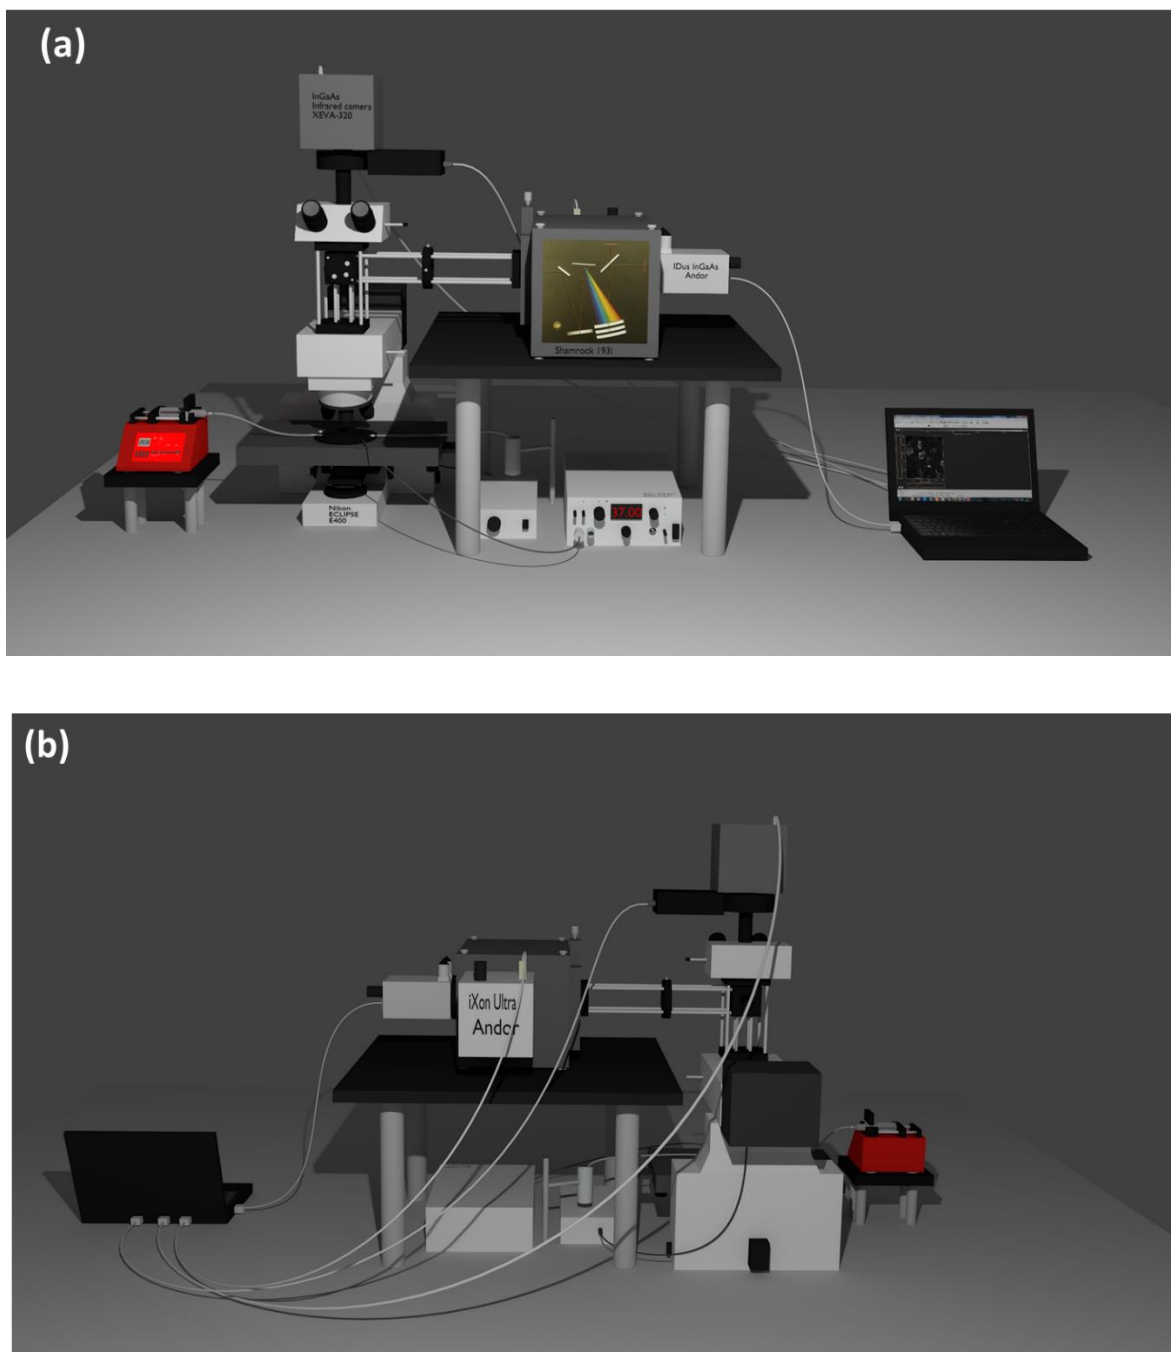 (a)
InGaAs
Infrared camera
XEVA-320
IDus InGaAs
Andor
Shamrock 193i
37.00
Nikon
ECLIPSE
E400
(b)
iXon Ultra
Andor